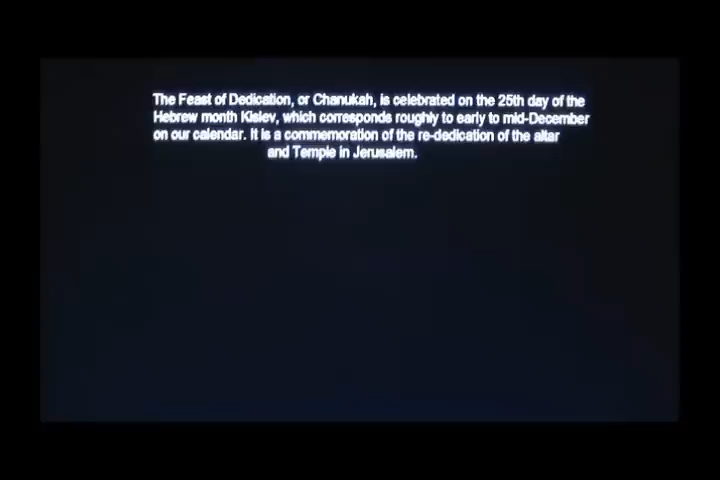 The Feast of Dedication, or Chanukah, is celebrated on the 25th day of the
Hebrew month Kislev, which corresponds roughly to early to mid-December
on our calendar. It is a commemoration of the re-dedication of the altar
and Temple in Jerusalem.